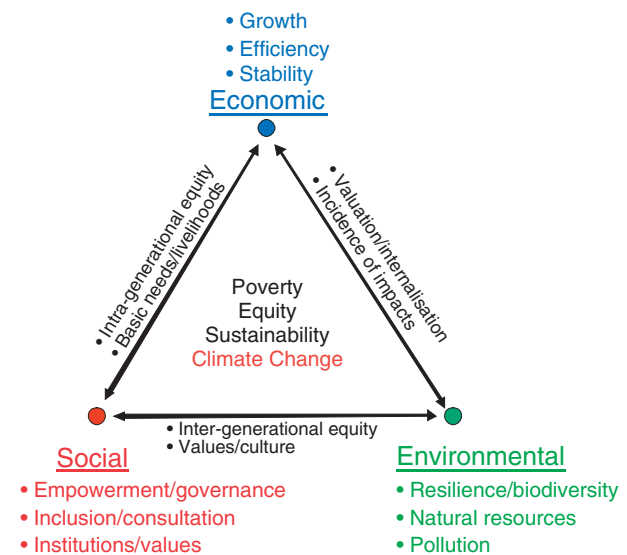 • Growth
• Efficiency
• Stability
Economic
• Intra-generational equity
• Basic needs/livelihoods
• Valuation/internalisation
• Incidence of impacts
Poverty
Equity
Sustainability
Climate Change
• Inter-generational equity
• Values/culture
Social
• Empowerment/governance
• Inclusion/consultation
• Institutions/values
Environmental
• Resilience/biodiversity
• Natural resources
• Pollution